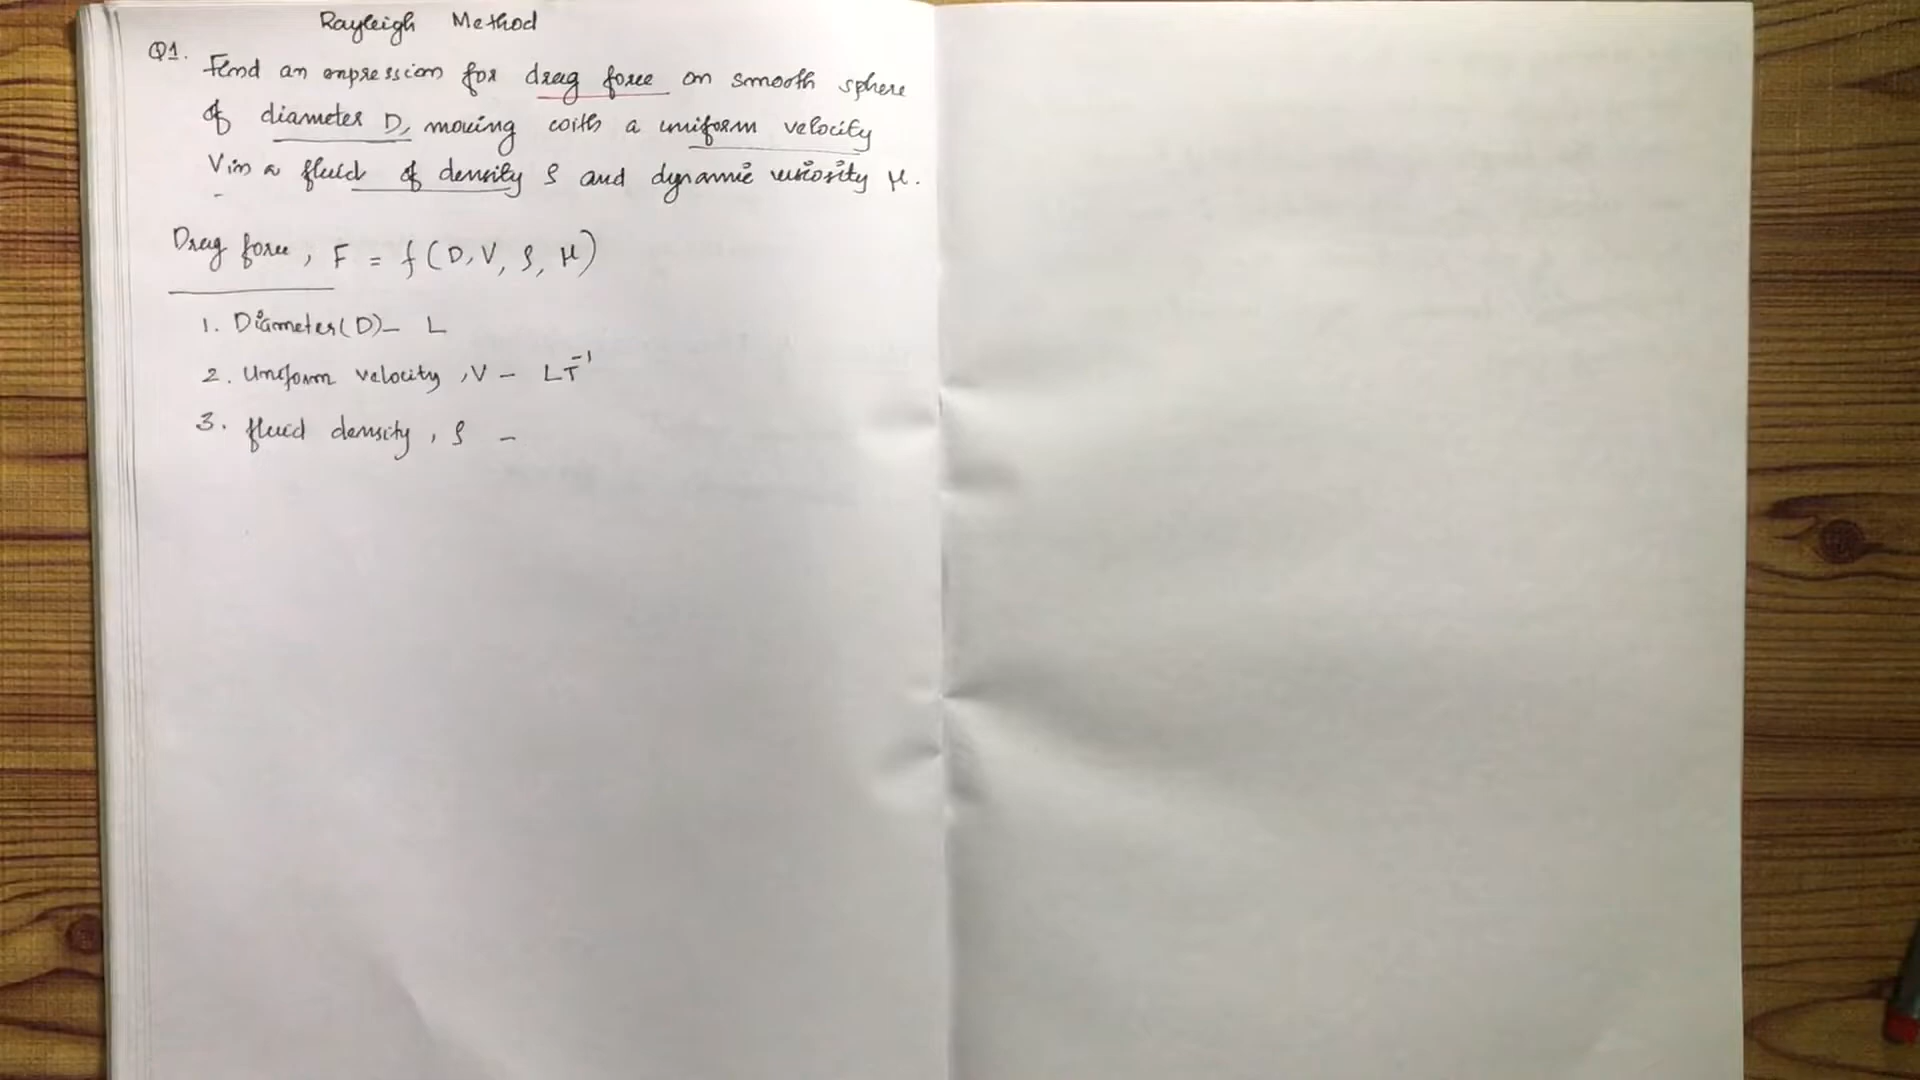 Rayleigh Method
Q1. Find an expression for drag force on smooth sphere
of diameter D, moving with a uniform velocity
V in a fluid of density ρ and dynamic viscosity μ.
Drag force, F = f(D, V, ρ, μ)
1. Diameter(D) – L
2. Uniform velocity, V – LT⁻¹
3. fluid density, ρ –